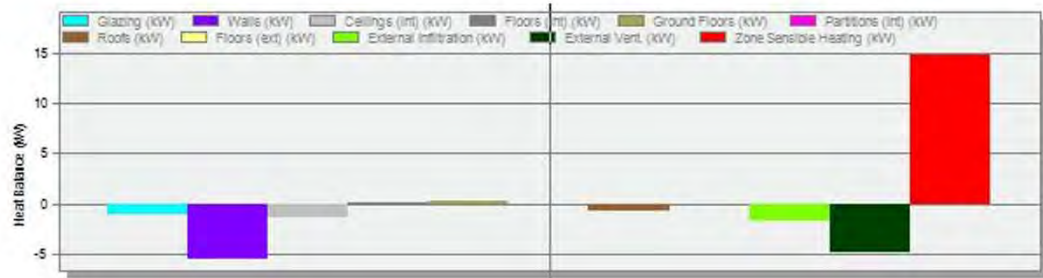 Glazing (kW) Walls (kW) Ceilings (int) (kW) Floors (int) (kW) Ground Floors (kW) Partitions (int) (kW)
Roofs (kW) Floors (ext) (kW) External Infiltration (kW) External Vent. (kW) Zone Sensible Heating (kW)
15
10
5
0
-5
Heat Balance (kW)